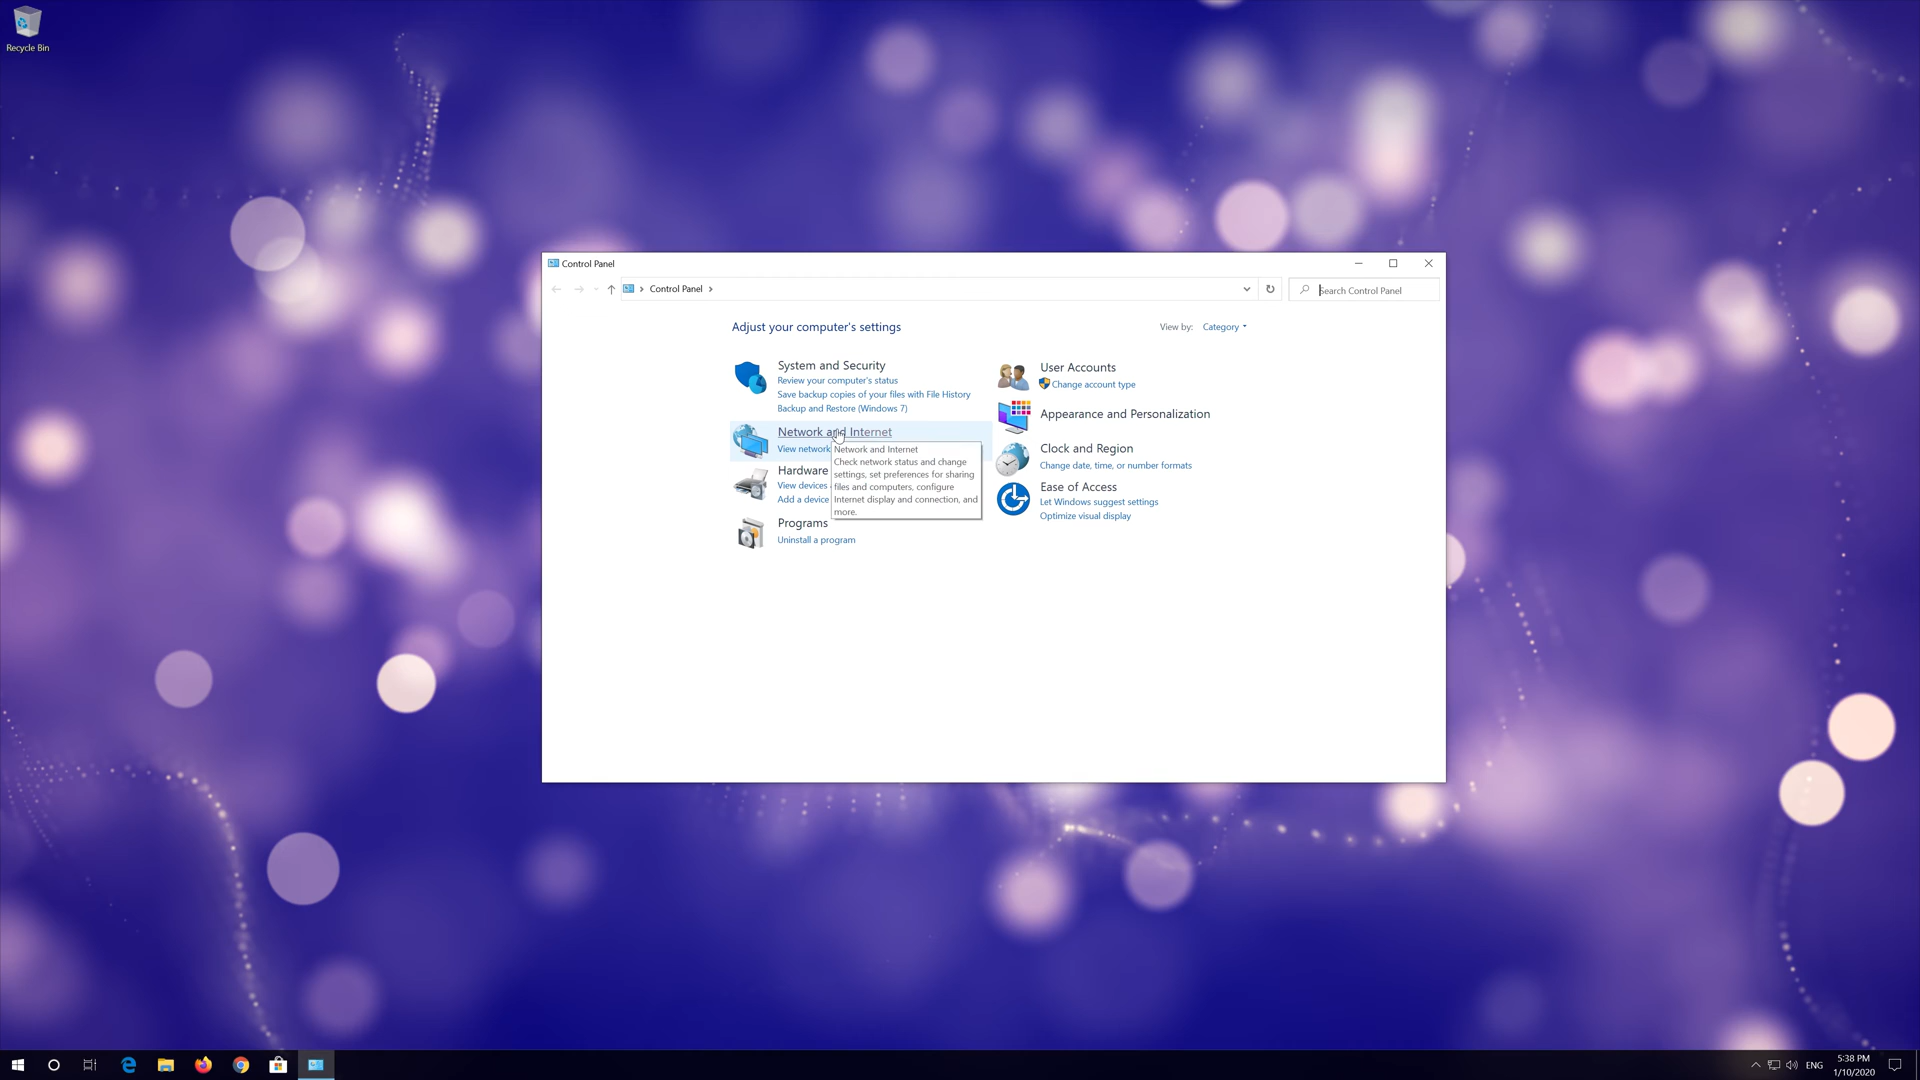 Recycle Bin
Control Panel
Control Panel
Search Control Panel
Adjust your computer's settings
View by: Category
System and Security
Review your computer's status
Save backup copies of your files with File History
Backup and Restore (Windows 7)
Network and Internet
View network
Network and Internet
Check network status and change
settings, set preferences for sharing
files and computers, configure
Internet display and connection, and
more.
Hardware
View devices
Add a device
Programs
Uninstall a program
User Accounts
Change account type
Appearance and Personalization
Clock and Region
Change date, time, or number formats
Ease of Access
Let Windows suggest settings
Optimize visual display
ENG
5:38 PM
1/10/2020